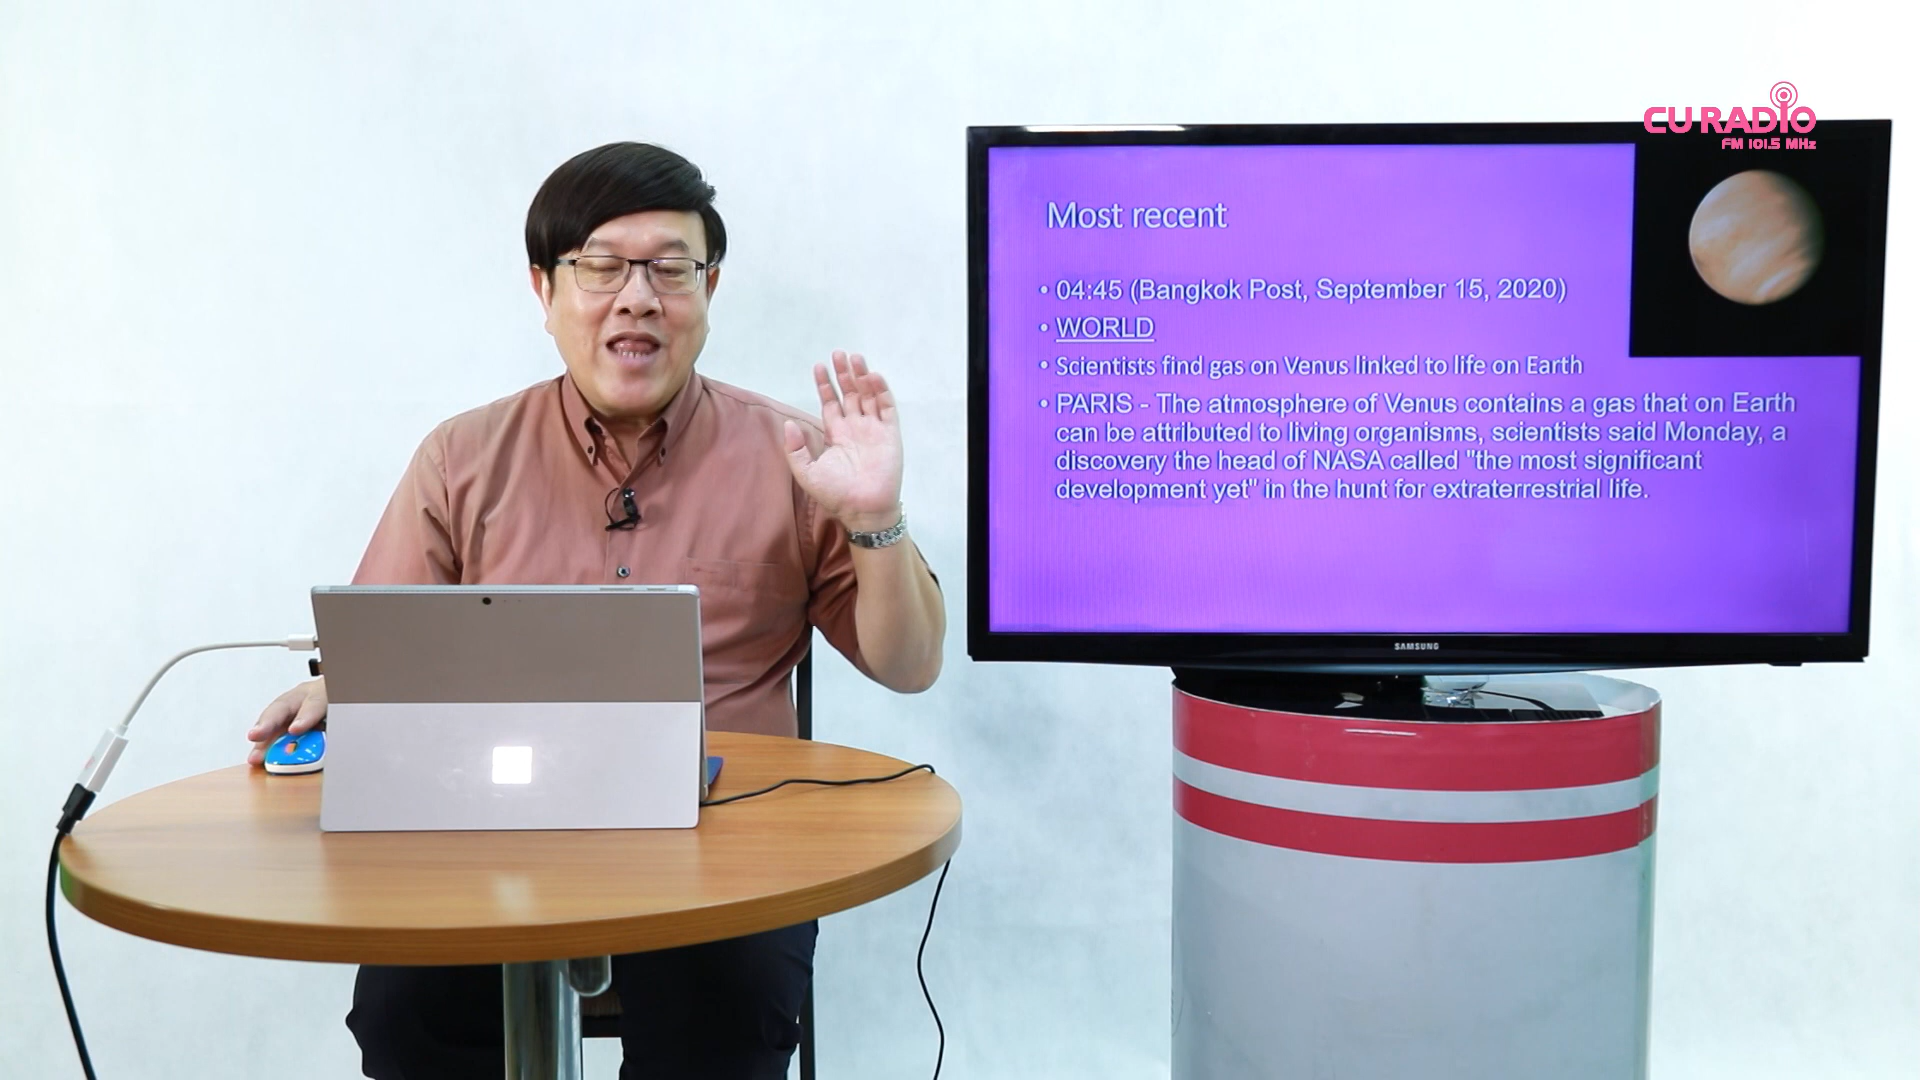 CU RADIO
FM 101.5 MHz
Most recent
• 04:45 (Bangkok Post, September 15, 2020)
• WORLD
• Scientists find gas on Venus linked to life on Earth
• PARIS - The atmosphere of Venus contains a gas that on Earth
can be attributed to living organisms, scientists said Monday, a
discovery the head of NASA called "the most significant
development yet" in the hunt for extraterrestrial life.
SAMSUNG